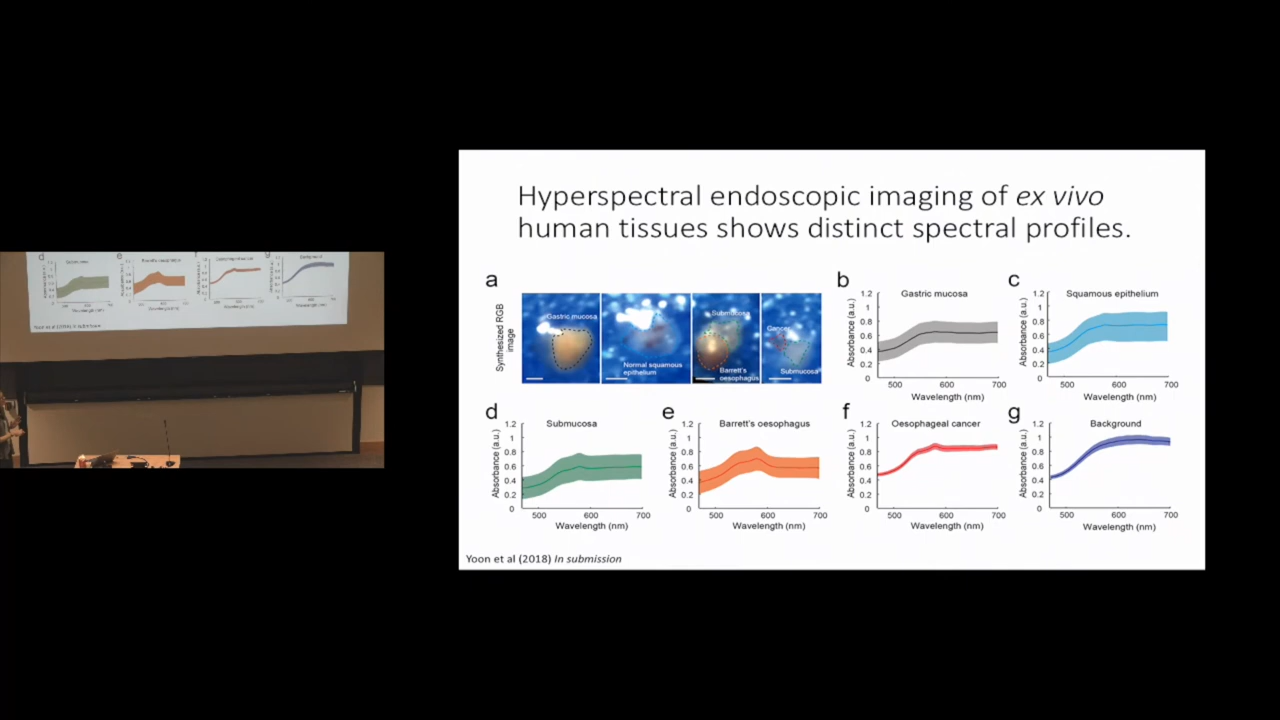 Hyperspectral endoscopic imaging of ex vivo
human tissues shows distinct spectral profiles.
a
Synthesized RGB
image
Gastric mucosa
Normal squamous
epithelium
Submucosa
Barrett's
oesophagus
Cancer
Submucosa
b
Gastric mucosa
Absorbance (a.u.)
1.2
1
0.8
0.6
0.4
0.2
0
500 600 700
Wavelength (nm)
c
Squamous epithelium
Absorbance (a.u.)
1.2
1
0.8
0.6
0.4
0.2
0
500 600 700
Wavelength (nm)
d
Submucosa
Absorbance (a.u.)
1.2
1
0.8
0.6
0.4
0.2
0
500 600 700
Wavelength (nm)
e
Barrett's oesophagus
Absorbance (a.u.)
1.2
1
0.8
0.6
0.4
0.2
0
500 600 700
Wavelength (nm)
f
Oesophageal cancer
Absorbance (a.u.)
1.2
1
0.8
0.6
0.4
0.2
0
500 600 700
Wavelength (nm)
g
Background
Absorbance (a.u.)
1.2
1
0.8
0.6
0.4
0.2
0
500 600 700
Wavelength (nm)
Yoon et al (2018) In submission